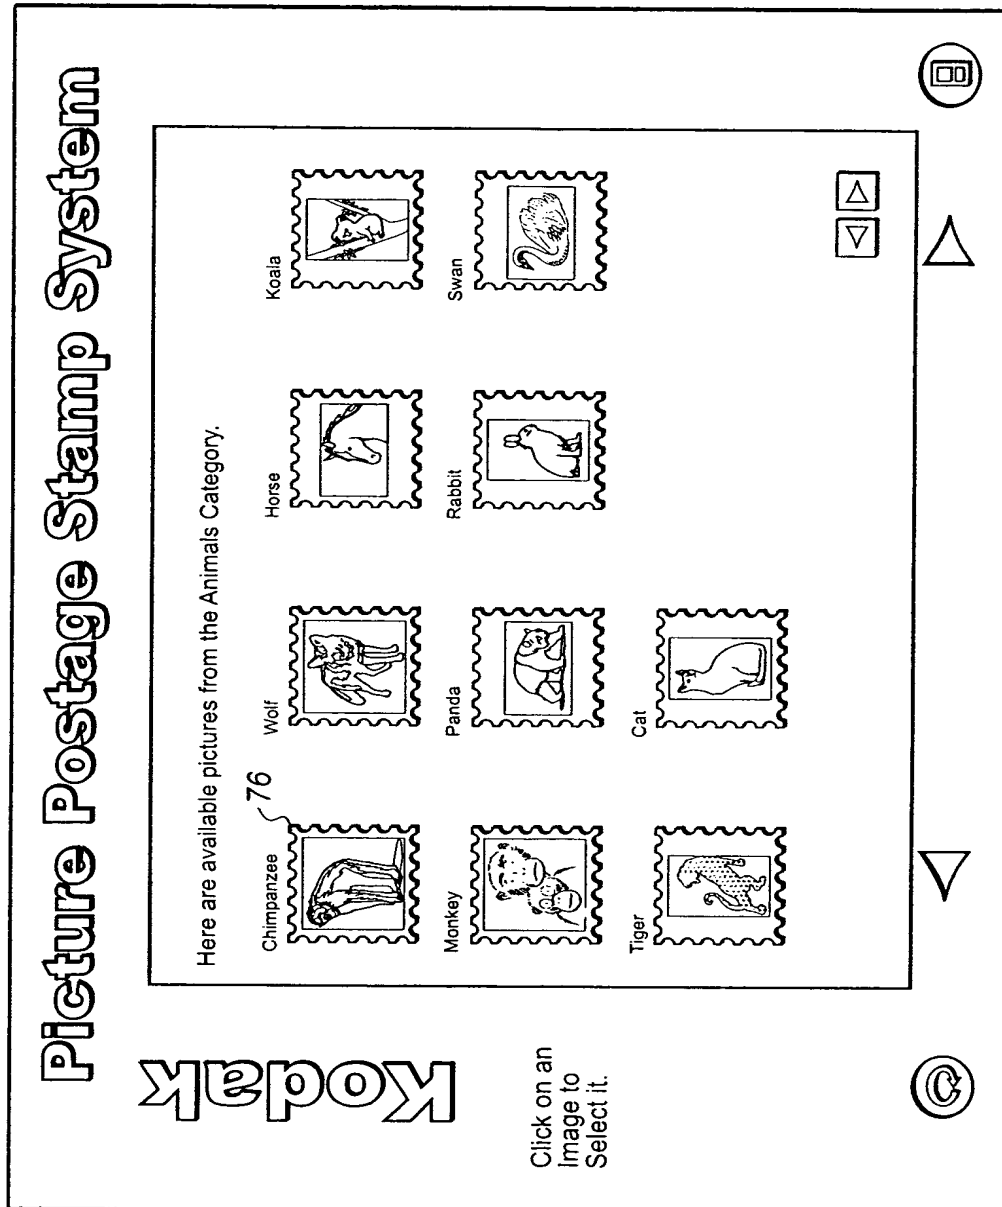 Picture Postage Stamp System
Kodak
Click on an
Image to
Select it.
Here are available pictures from the Animals Category.
76
Chimpanzee
Wolf
Horse
Koala
Monkey
Panda
Rabbit
Swan
Tiger
Cat